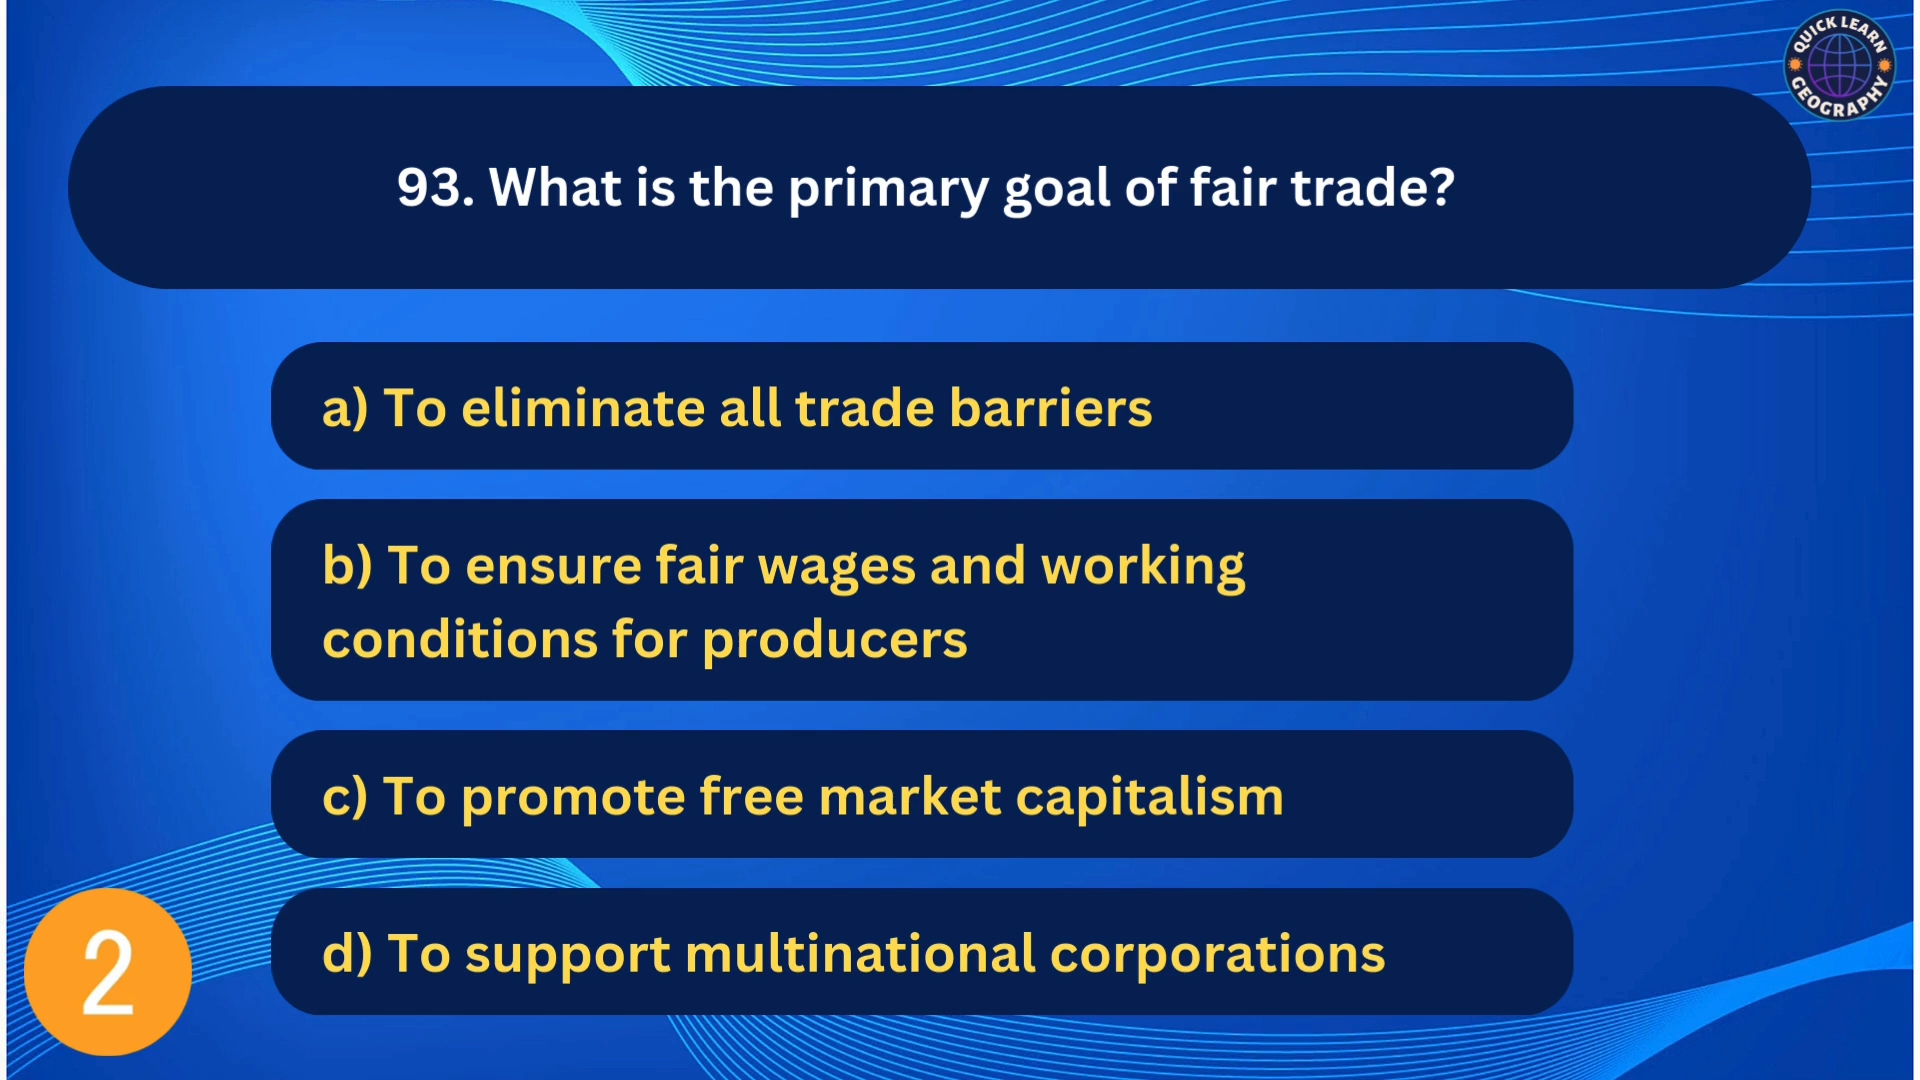 QUICK LEARN
GEOGRAPHY
93. What is the primary goal of fair trade?
a) To eliminate all trade barriers
b) To ensure fair wages and working
conditions for producers
c) To promote free market capitalism
d) To support multinational corporations
2